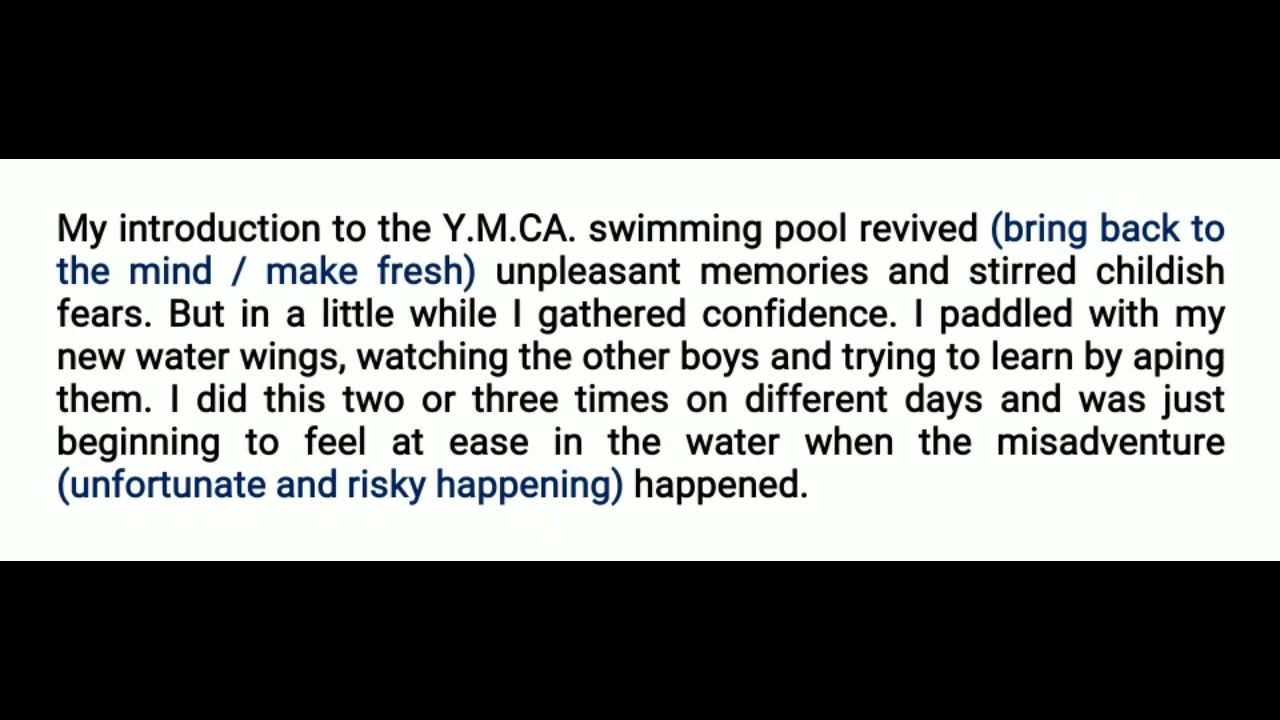 My introduction to the Y.M.CA. swimming pool revived (bring back to
the mind / make fresh) unpleasant memories and stirred childish
fears. But in a little while I gathered confidence. I paddled with my
new water wings, watching the other boys and trying to learn by aping
them. I did this two or three times on different days and was just
beginning to feel at ease in the water when the misadventure
(unfortunate and risky happening) happened.